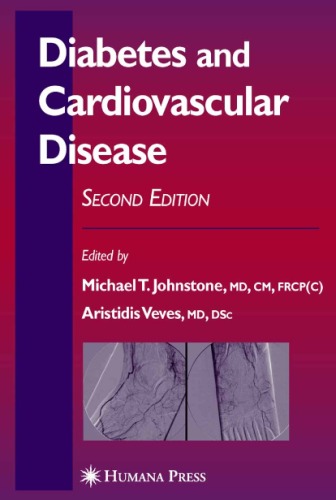 Diabetes and
Cardiovascular
Disease
SECOND EDITION
Edited by
Michael T. Johnstone, MD, CM, FRCP(C)
Aristidis Veves, MD, DSc
HUMANA PRESS